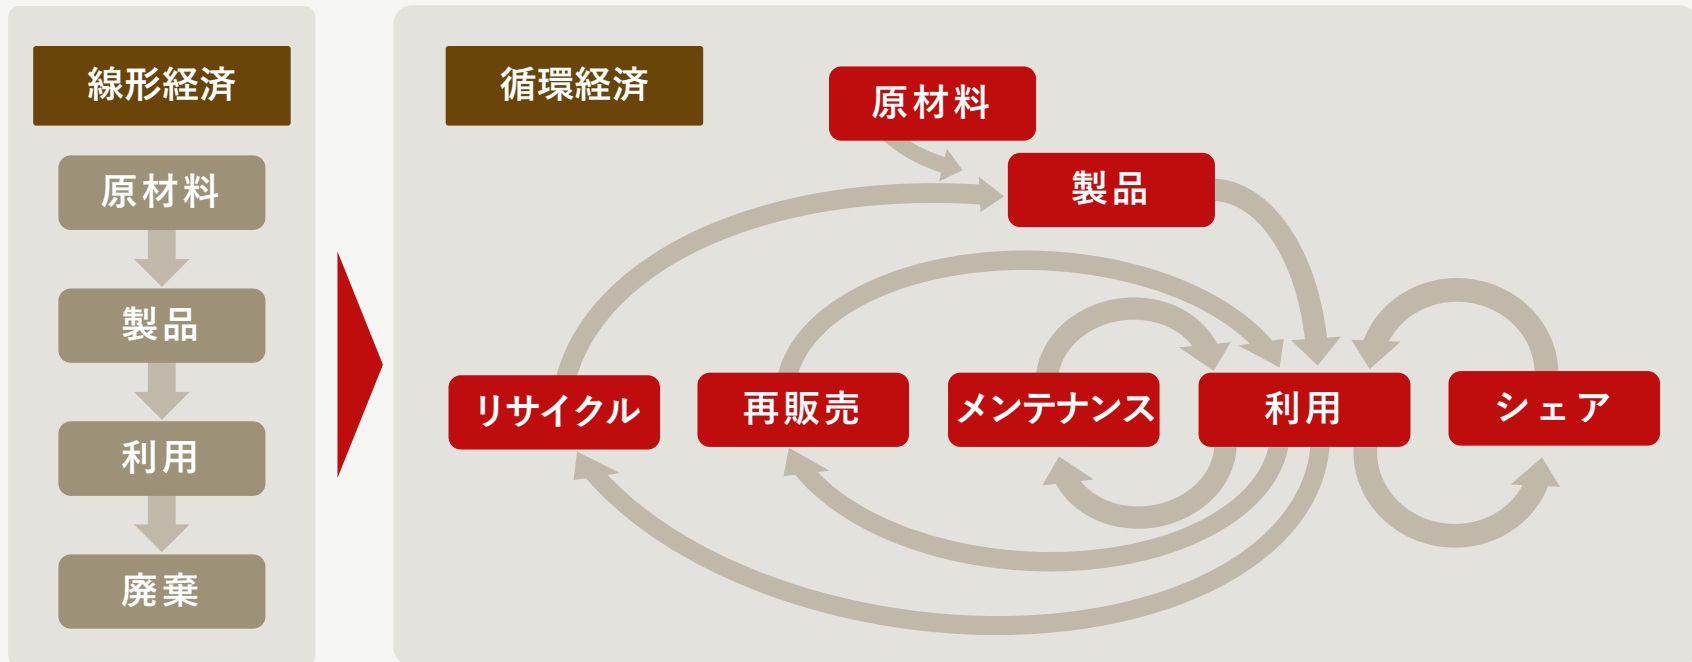 線形経済
原材料
製品
利用
廃棄
循環経済
原材料
製品
リサイクル
再販売
メンテナンス
利用
シェア